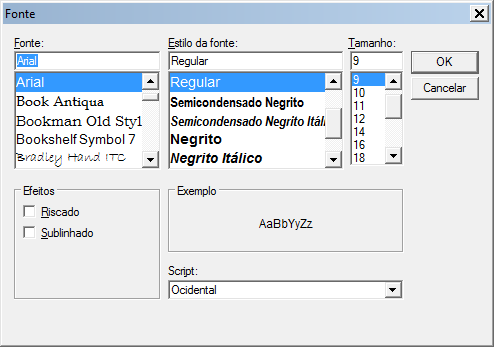 Fonte
Fonte:
Arial
Arial
Book Antiqua
Bookman Old Styl
Bookshelf Symbol 7
Bradley Hand ITC
Estilo da fonte:
Regular
Regular
Semicondensado Negrito
Semicondensado Negrito Itáli
Negrito
Negrito Itálico
Tamanho:
9
9
10
11
12
14
16
18
OK
Cancelar
Efeitos
Riscado
Sublinhado
Exemplo
AaBbYyZz
Script:
Ocidental